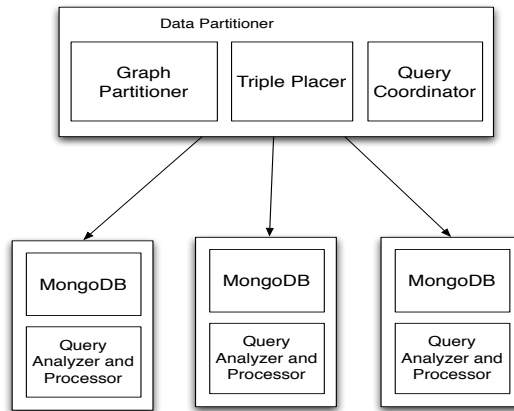 Data Partitioner
Graph
Partitioner
Triple Placer
Query
Coordinator
MongoDB
Query
Analyzer and
Processor
MongoDB
Query
Analyzer and
Processor
MongoDB
Query
Analyzer and
Processor